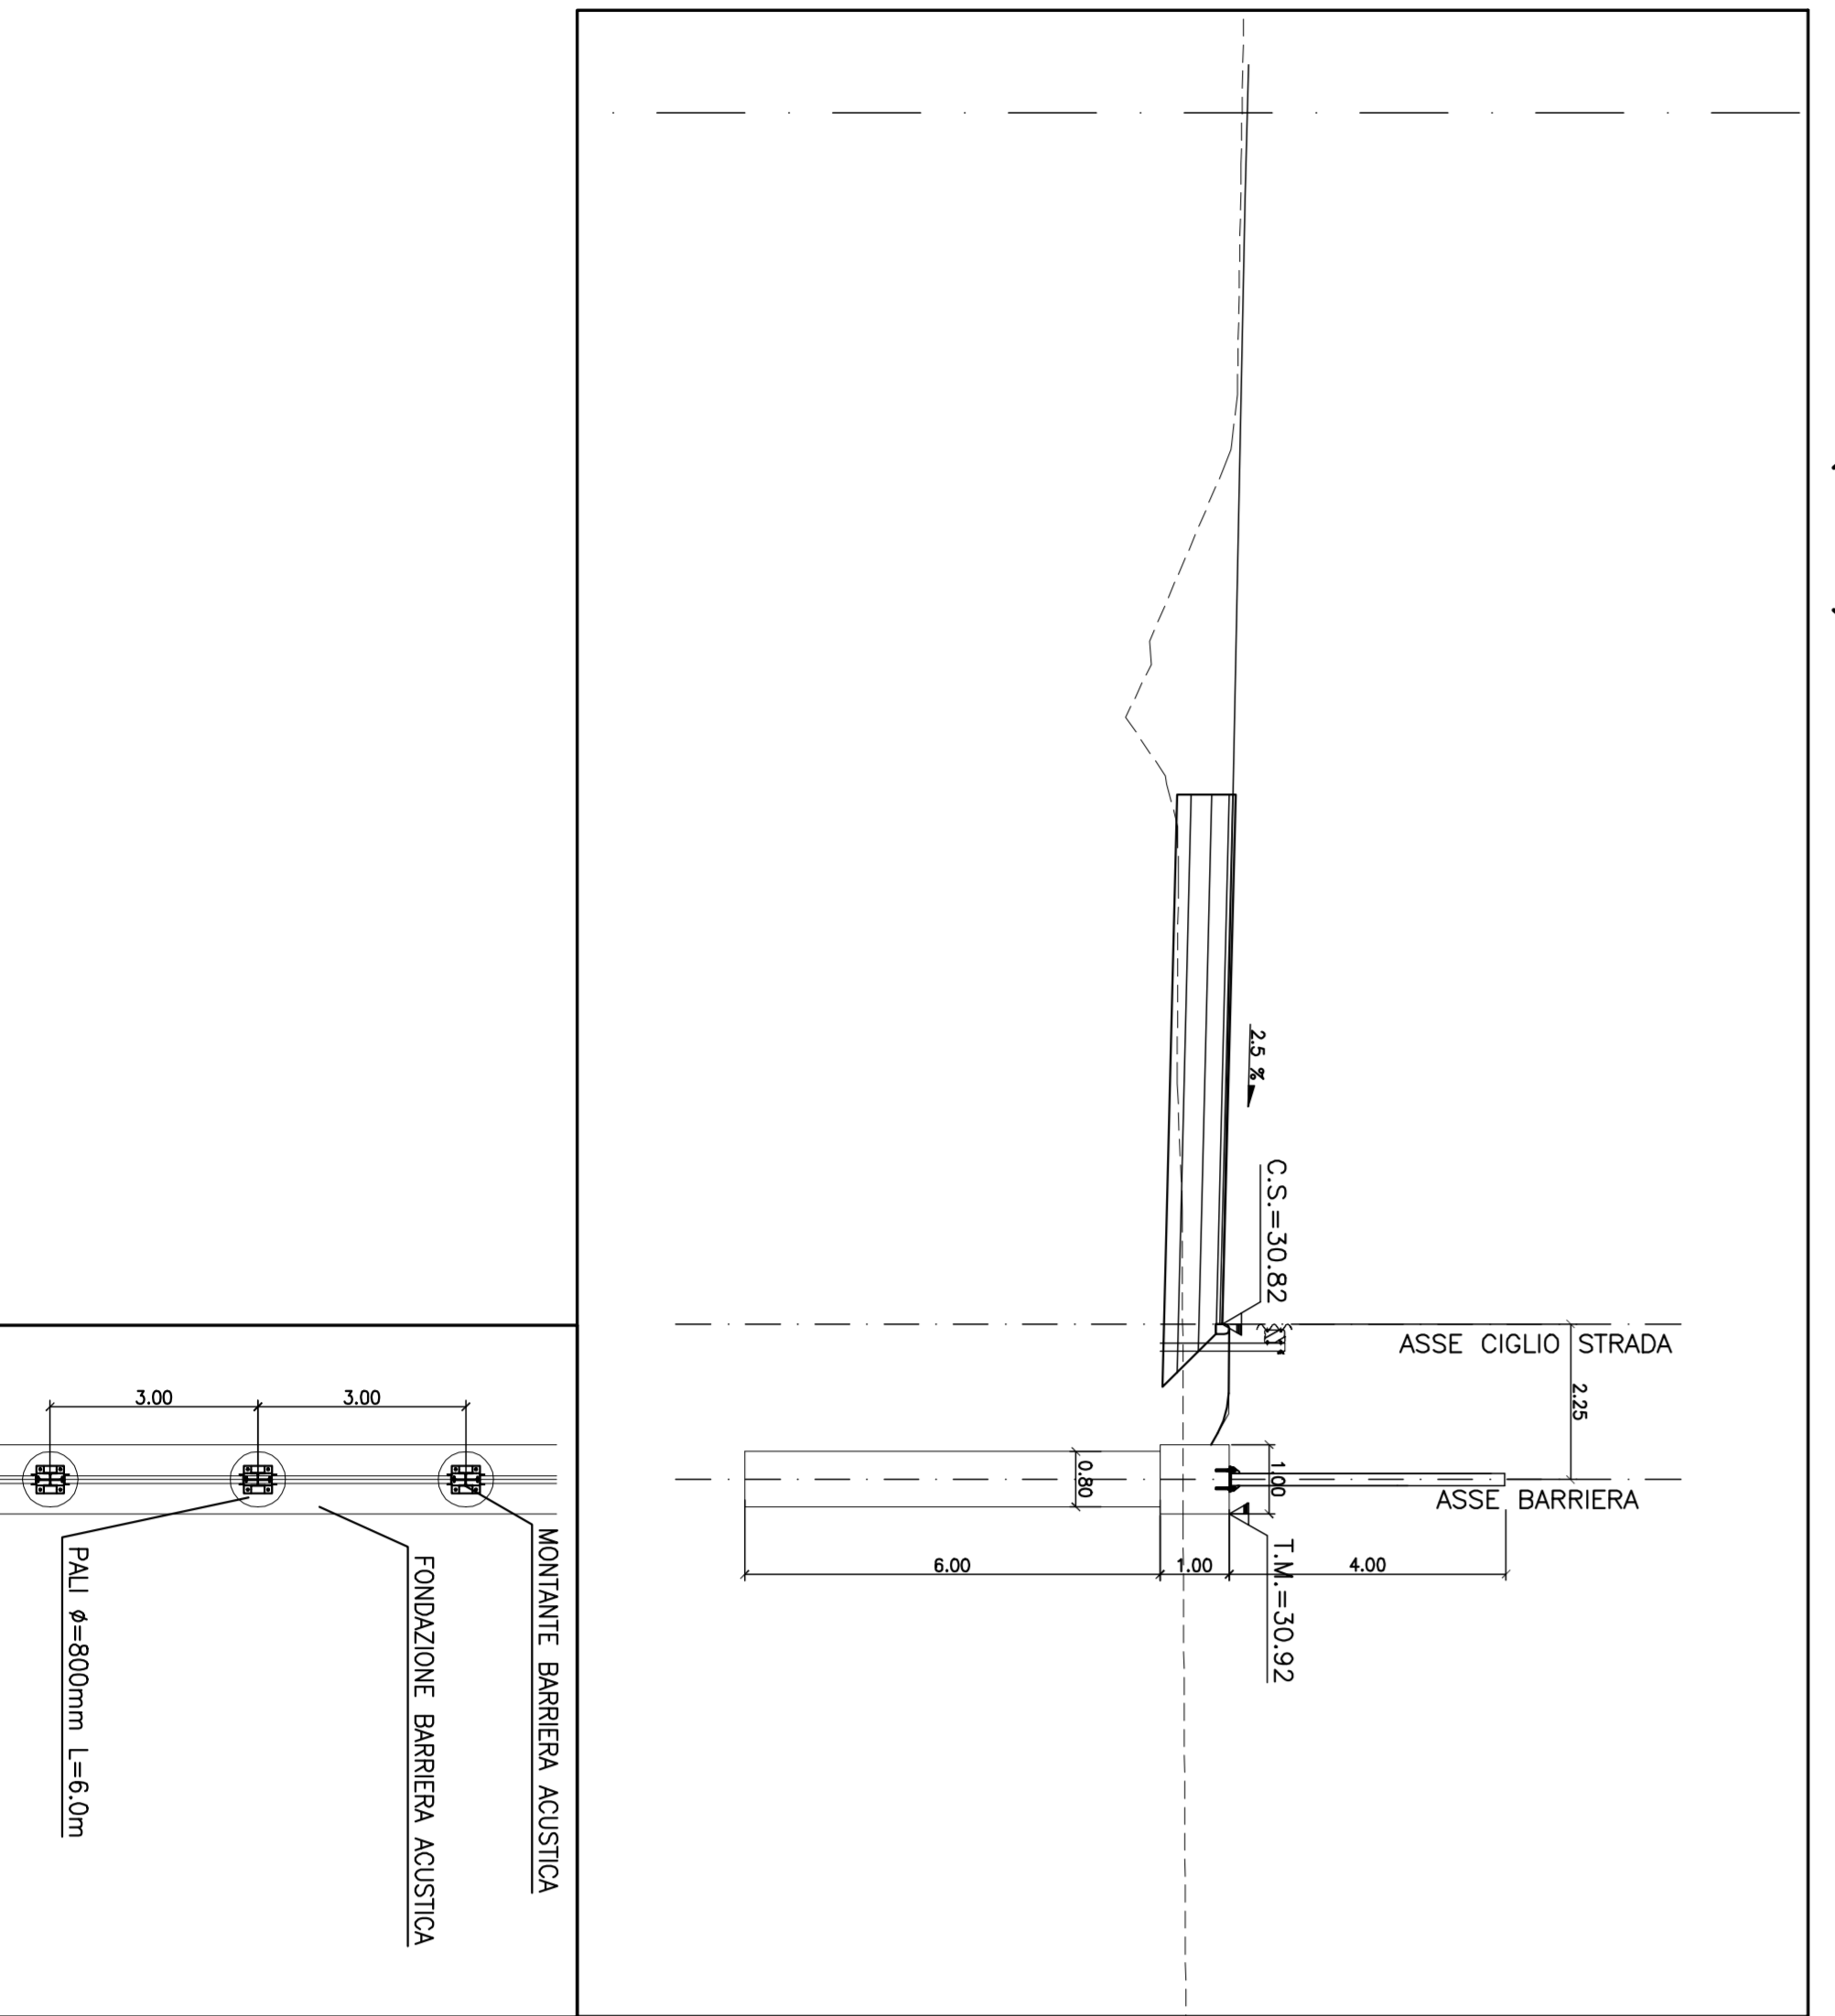 ASSE CIGLIO STRADA
2.25
ASSE BARRIERA
2.5 %
C.S.=30.82
1.00
0.80
T.M.=30.92
4.00
1.00
6.00
3.00
3.00
MONTANTE BARRIERA ACUSTICA
FONDAZIONE BARRIERA ACUSTICA
PALI ø=800mm L=6.0m